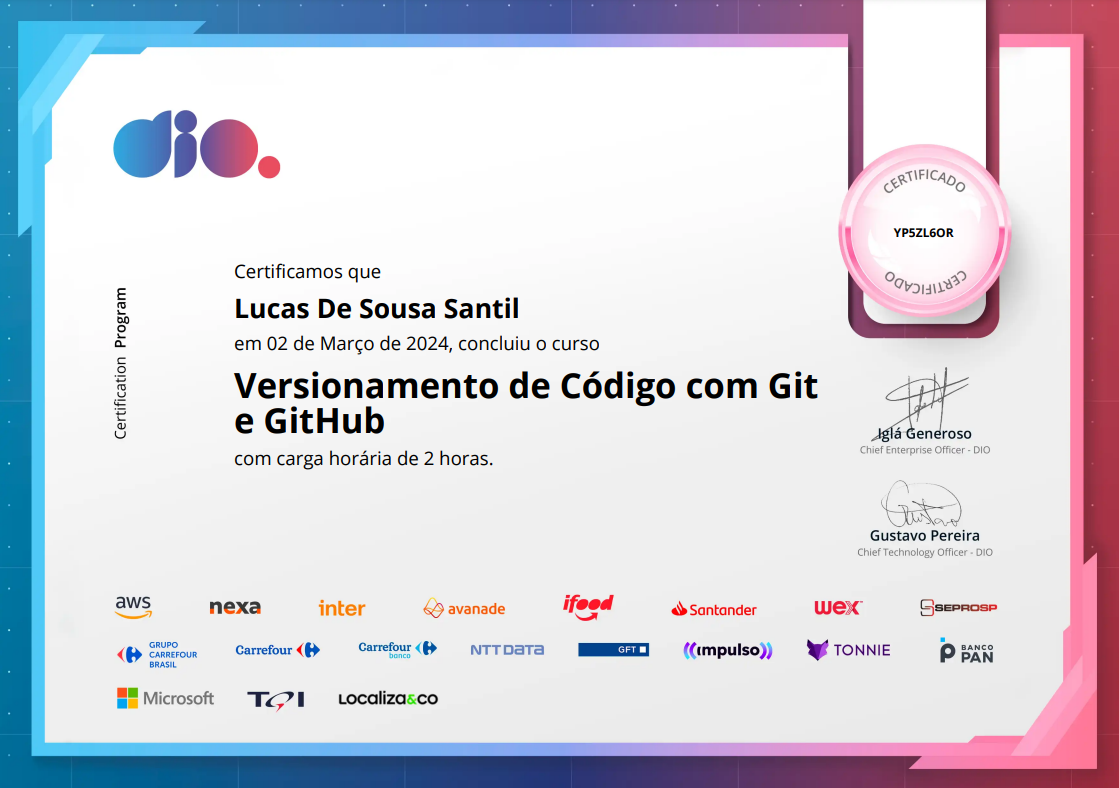 dio.
CERTIFICADO
YP5ZL6OR
CERTIFICADO
Certification Program
Certificamos que
Lucas De Sousa Santil
em 02 de Março de 2024, concluiu o curso
Versionamento de Código com Git
e GitHub
com carga horária de 2 horas.
Iglá Generoso
Chief Enterprise Officer - DIO
Gustavo Pereira
Chief Technology Officer - DIO
aws nexa inter avanade ifood Santander wex SEPROSP
GRUPO
CARREFOUR
BRASIL
Carrefour
Carrefour
banco
NTT DATA
GFT
impulso
TONNIE
BANCO
PAN
Microsoft TQI Localiza&co